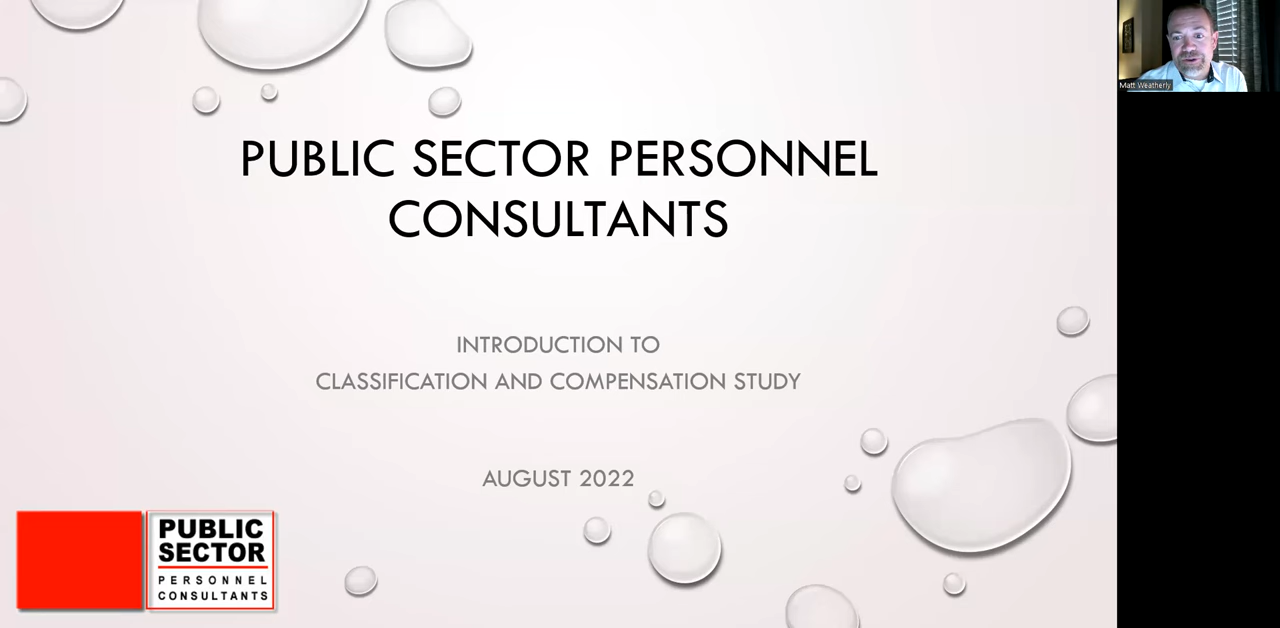 PUBLIC SECTOR PERSONNEL
CONSULTANTS
INTRODUCTION TO
CLASSIFICATION AND COMPENSATION STUDY
AUGUST 2022
PUBLIC
SECTOR
PERSONNEL
CONSULTANTS
Matt Weatherly